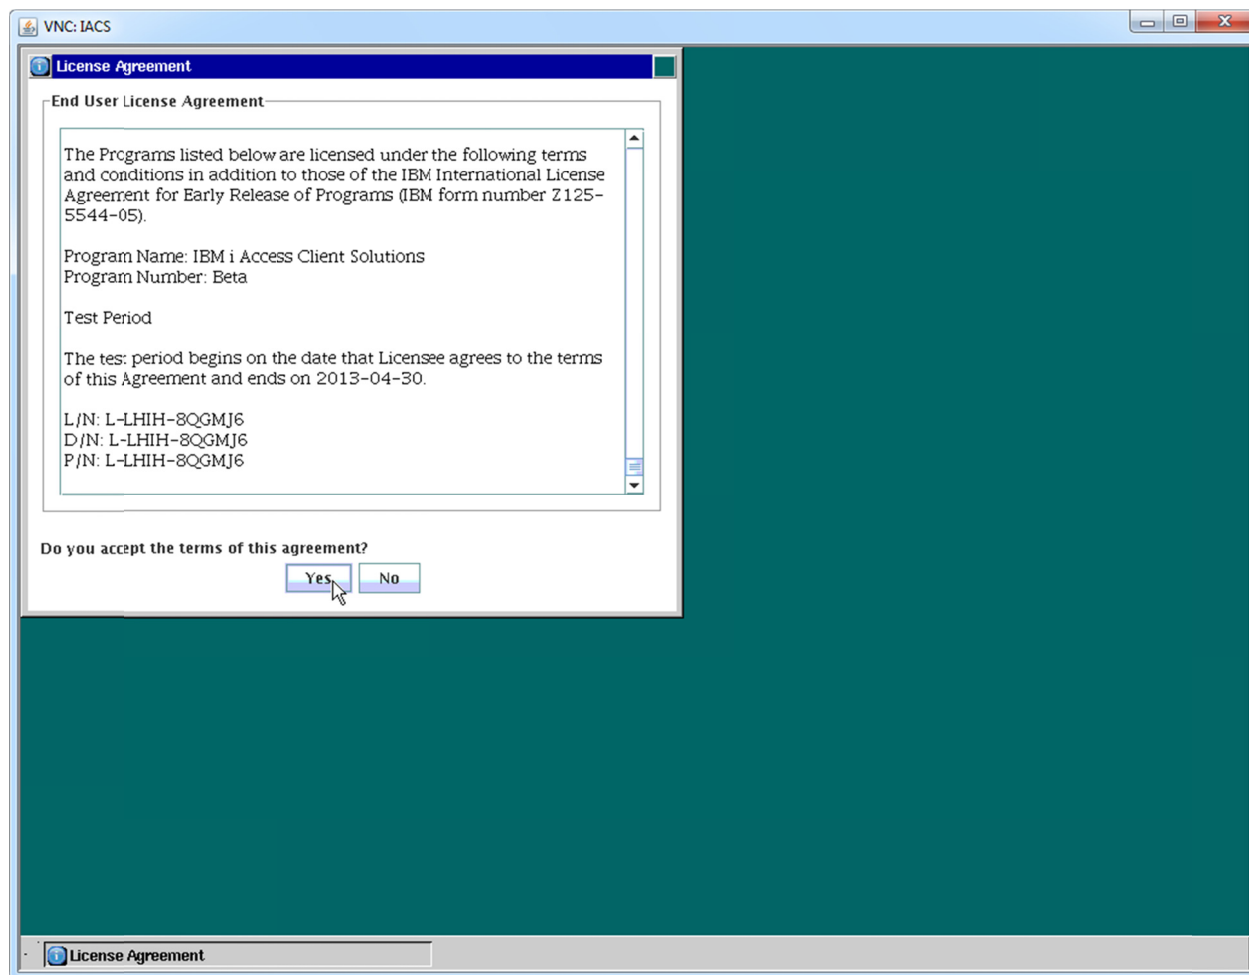 VNC: IACS
License Agreement
End User License Agreement
The Programs listed below are licensed under the following terms
and conditions in addition to those of the IBM International License
Agreement for Early Release of Programs (IBM form number Z125-
5544-05).
Program Name: IBM i Access Client Solutions
Program Number: Beta
Test Period
The test period begins on the date that Licensee agrees to the terms
of this Agreement and ends on 2013-04-30.
L/N: L-LHIH-8QGMJ6
D/N: L-LHIH-8QGMJ6
P/N: L-LHIH-8QGMJ6
Do you accept the terms of this agreement?
Yes No
License Agreement